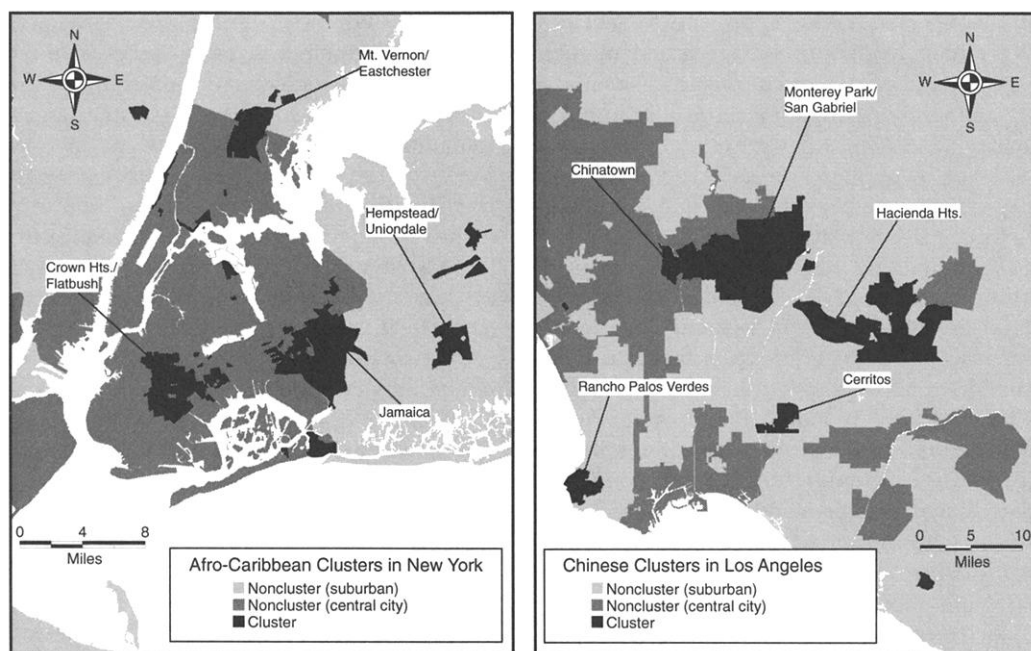 N
W
E
S
Mt. Vernon/
Eastchester
Hempstead/
Uniondale
Crown Hts./
Flatbush
Jamaica
0 4 8
Miles
Afro-Caribbean Clusters in New York
Noncluster (suburban)
Noncluster (central city)
Cluster
N
W
E
S
Monterey Park/
San Gabriel
Chinatown
Hacienda Hts.
Rancho Palos Verdes
Cerritos
0 5 10
Miles
Chinese Clusters in Los Angeles
Noncluster (suburban)
Noncluster (central city)
Cluster